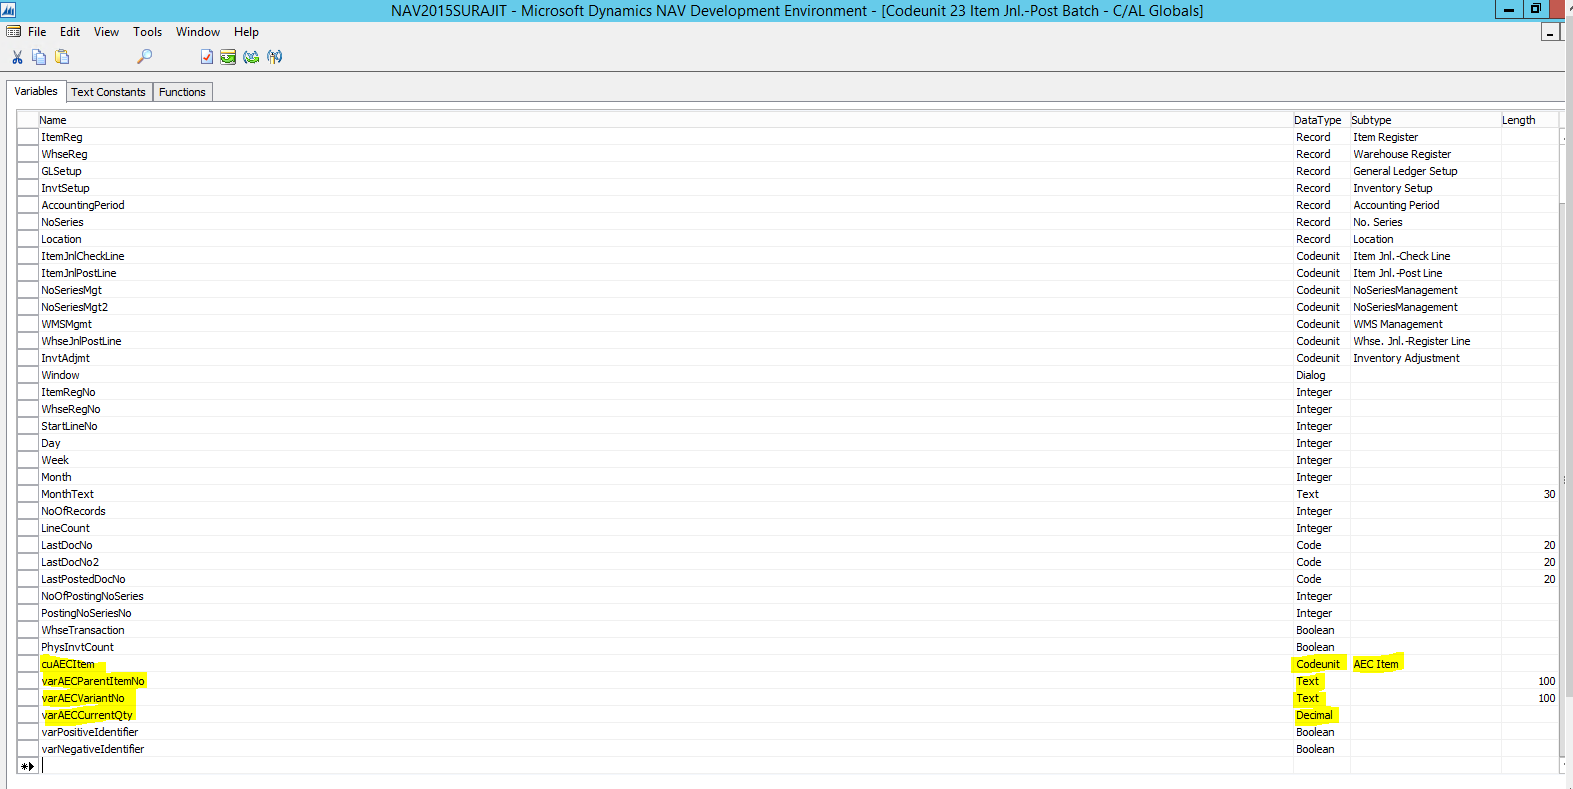 NAV2015SURAJIT - Microsoft Dynamics NAV Development Environment - [Codeunit 23 Item Jnl.-Post Batch - C/AL Globals]
File Edit View Tools Window Help
Variables Text Constants Functions
Name DataType Subtype Length
ItemReg Record Item Register
WhseReg Record Warehouse Register
GLSetup Record General Ledger Setup
InvtSetup Record Inventory Setup
AccountingPeriod Record Accounting Period
NoSeries Record No. Series
Location Record Location
ItemJnlCheckLine Codeunit Item Jnl.-Check Line
ItemJnlPostLine Codeunit Item Jnl.-Post Line
NoSeriesMgt Codeunit NoSeriesManagement
NoSeriesMgt2 Codeunit NoSeriesManagement
WMSMgmt Codeunit WMS Management
WhseJnlPostLine Codeunit Whse. Jnl.-Register Line
InvtAdjmt Codeunit Inventory Adjustment
Window Dialog
ItemRegNo Integer
WhseRegNo Integer
StartLineNo Integer
Day Integer
Week Integer
Month Integer
MonthText Text 30
NoOfRecords Integer
LineCount Integer
LastDocNo Code 20
LastDocNo2 Code 20
LastPostedDocNo Code 20
NoOfPostingNoSeries Integer
PostingNoSeriesNo Integer
WhseTransaction Boolean
PhysInvtCount Boolean
cuAECItem Codeunit AEC Item
varAECParentItemNo Text 100
varAECVariantNo Text 100
varAECCurrentQty Decimal
varPositiveIdentifier Boolean
varNegativeIdentifier Boolean